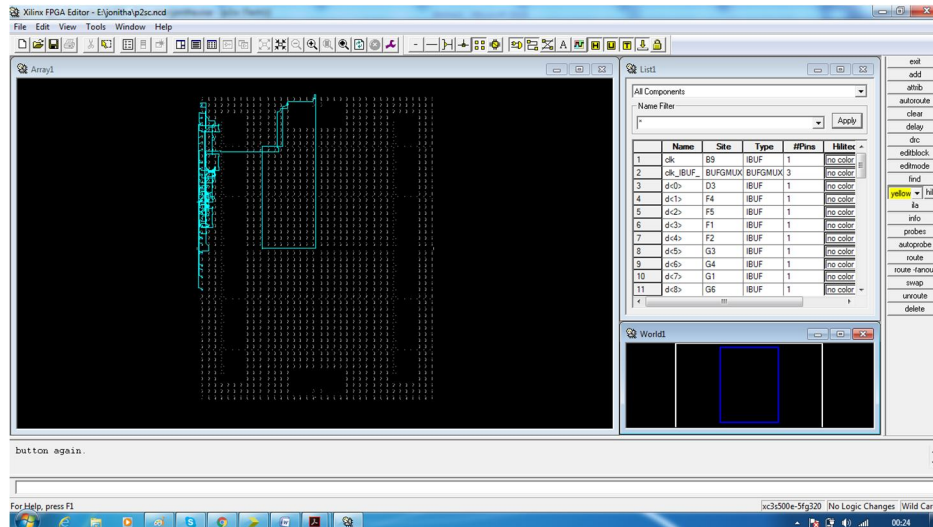 Xilinx FPGA Editor - E:\jonitha\p2sc.ncd
File Edit View Tools Window Help
Array1
List1
All Components
Name Filter
*
Apply
Name Site Type #Pins Hilited
1 clk B9 IBUF 1 no color
2 clk_IBUF_ BUFGMUX BUFGMUX 3 no color
3 d<0> D3 IBUF 1 no color
4 d<1> F4 IBUF 1 no color
5 d<2> F5 IBUF 1 no color
6 d<3> F1 IBUF 1 no color
7 d<4> F2 IBUF 1 no color
8 d<5> G3 IBUF 1 no color
9 d<6> G4 IBUF 1 no color
10 d<7> G1 IBUF 1 no color
11 d<8> G6 IBUF 1 no color
World1
exit
add
attrib
autoroute
clear
delay
drc
editblock
editmode
find
yellow hil
ila
info
probes
autoprobe
route
route -fanou
swap
unroute
delete
button again.
For Help, press F1
xc3s500e-5fg320 No Logic Changes Wild Car
00:24